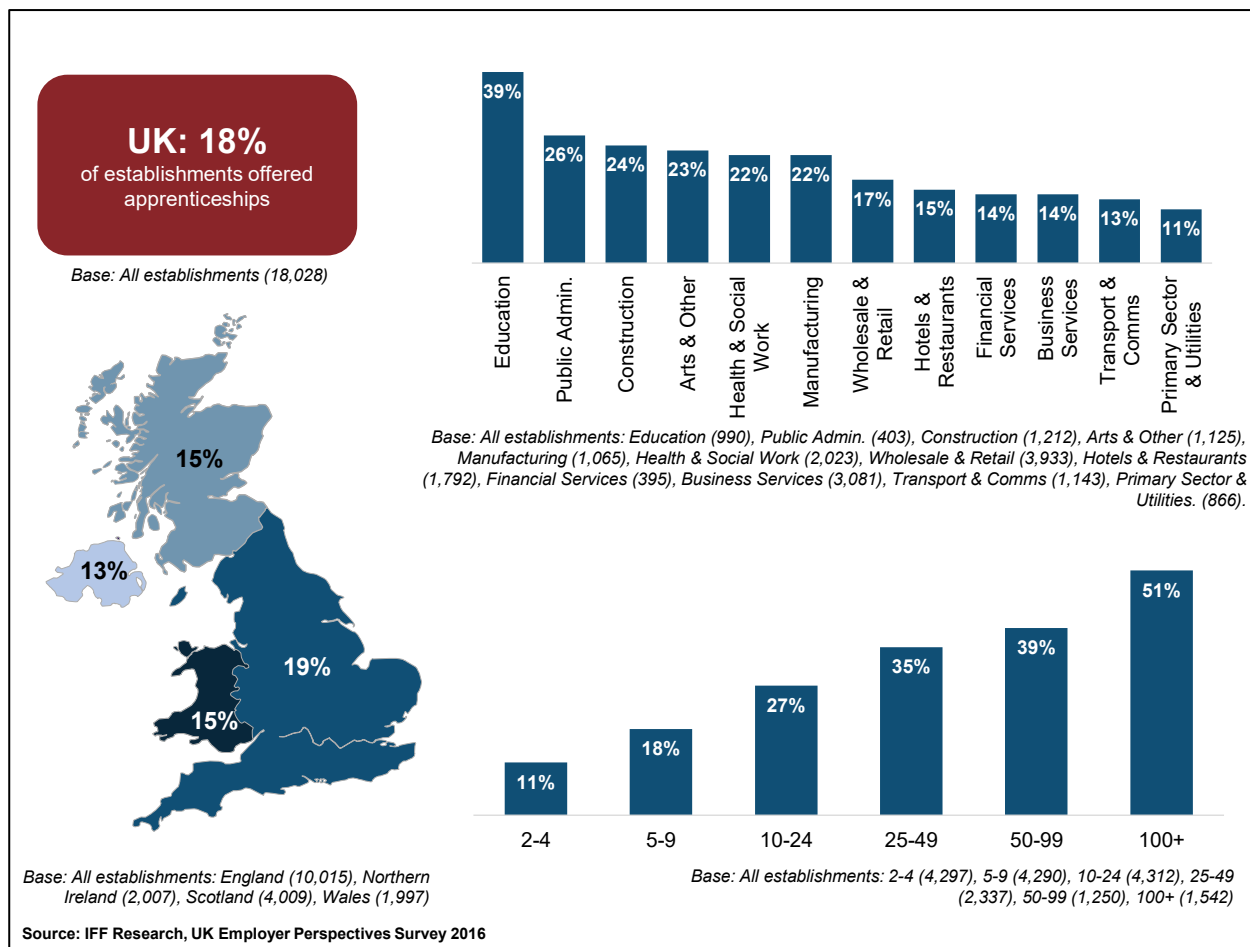 UK: 18%
of establishments offered
apprenticeships
Base: All establishments (18,028)
15%
13%
19%
15%
Base: All establishments: England (10,015), Northern
Ireland (2,007), Scotland (4,009), Wales (1,997)
39%
26%
24%
23%
22%
22%
17%
15%
14%
14%
13%
11%
Education
Public Admin.
Construction
Arts & Other
Health & Social
Work
Manufacturing
Wholesale &
Retail
Hotels &
Restaurants
Financial
Services
Business
Services
Transport &
Comms
Primary Sector
& Utilities
Base: All establishments: Education (990), Public Admin. (403), Construction (1,212), Arts & Other (1,125),
Manufacturing (1,065), Health & Social Work (2,023), Wholesale & Retail (3,933), Hotels & Restaurants
(1,792), Financial Services (395), Business Services (3,081), Transport & Comms (1,143), Primary Sector &
Utilities. (866).
11%
18%
27%
35%
39%
51%
2-4
5-9
10-24
25-49
50-99
100+
Base: All establishments: 2-4 (4,297), 5-9 (4,290), 10-24 (4,312), 25-49
(2,337), 50-99 (1,250), 100+ (1,542)
Source: IFF Research, UK Employer Perspectives Survey 2016